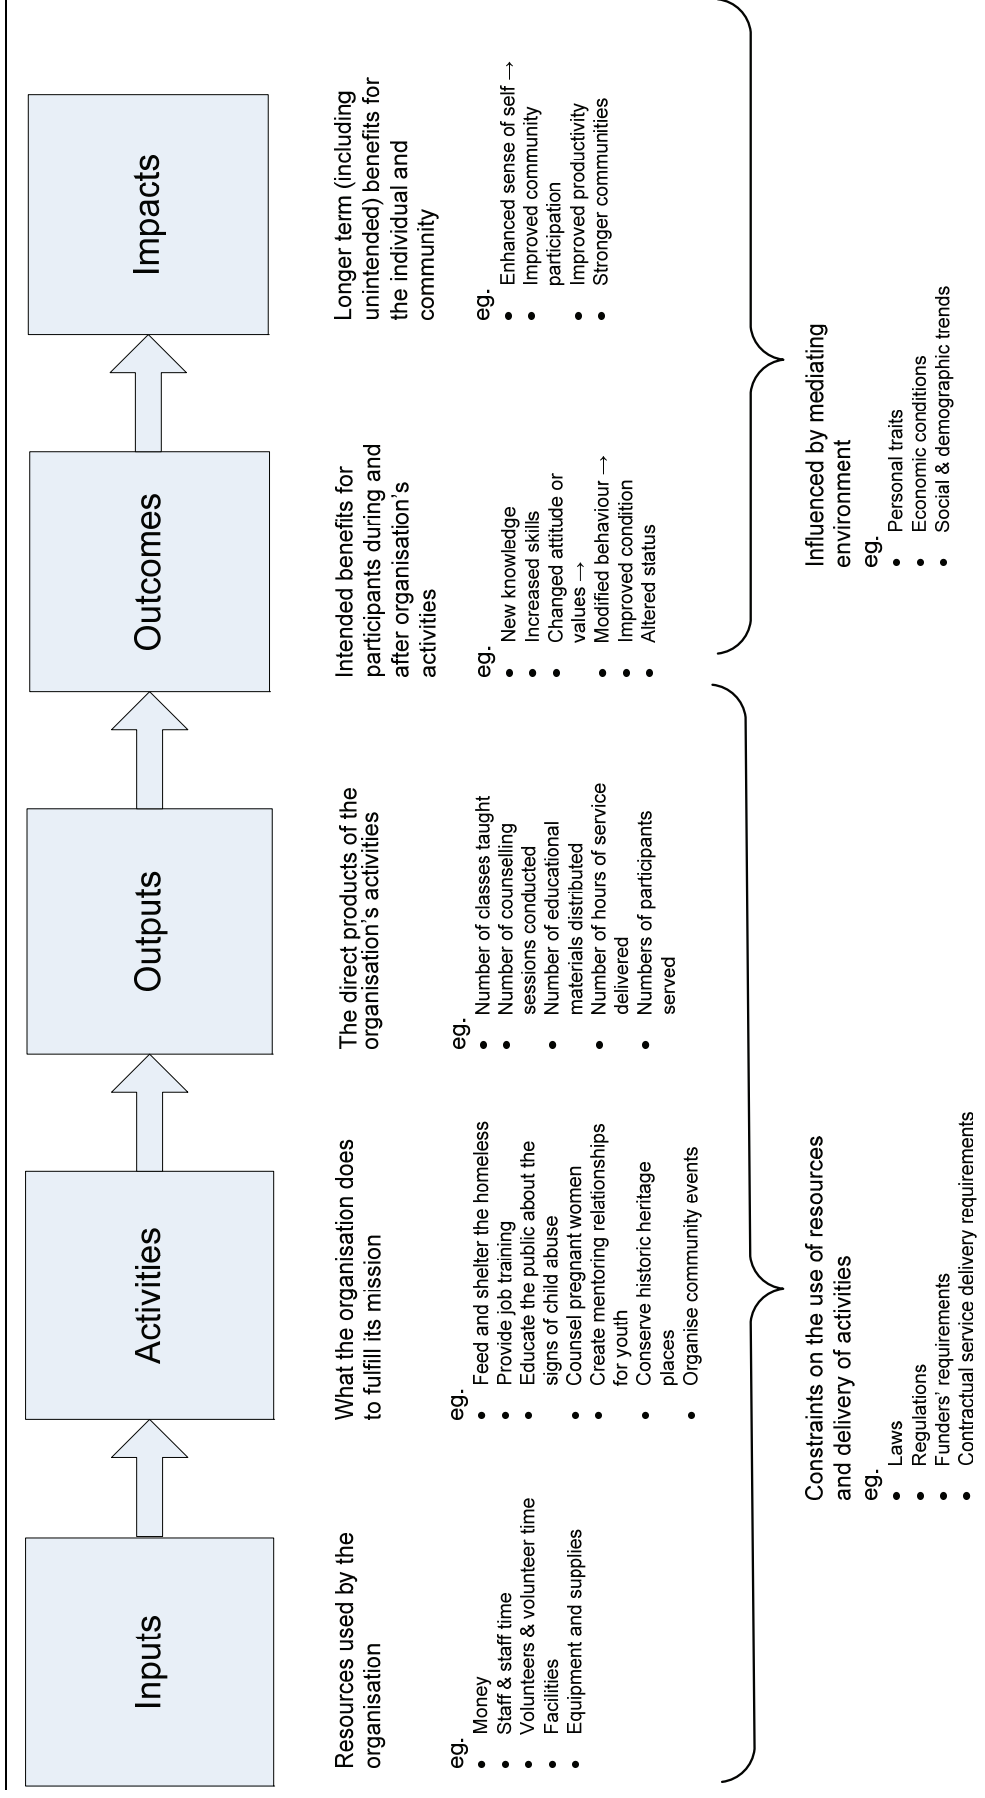 Inputs
Activities
Outputs
Outcomes
Impacts
Resources used by the
organisation
eg.
• Money
• Staff & staff time
• Volunteers & volunteer time
• Facilities
• Equipment and supplies
What the organisation does
to fulfill its mission
eg.
• Feed and shelter the homeless
• Provide job training
• Educate the public about the
signs of child abuse
• Counsel pregnant women
• Create mentoring relationships
for youth
• Conserve historic heritage
places
• Organise community events
The direct products of the
organisation's activities
eg.
• Number of classes taught
• Number of counselling
sessions conducted
• Number of educational
materials distributed
• Number of hours of service
delivered
• Numbers of participants
served
Intended benefits for
participants during and
after organisation's
activities
eg.
• New knowledge
• Increased skills
• Changed attitude or
values →
• Modified behaviour →
• Improved condition
• Altered status
Longer term (including
unintended) benefits for
the individual and
community
eg.
• Enhanced sense of self →
• Improved community
participation
• Improved productivity
• Stronger communities
Constraints on the use of resources
and delivery of activities
eg.
• Laws
• Regulations
• Funders' requirements
• Contractual service delivery requirements
Influenced by mediating
environment
eg.
• Personal traits
• Economic conditions
• Social & demographic trends